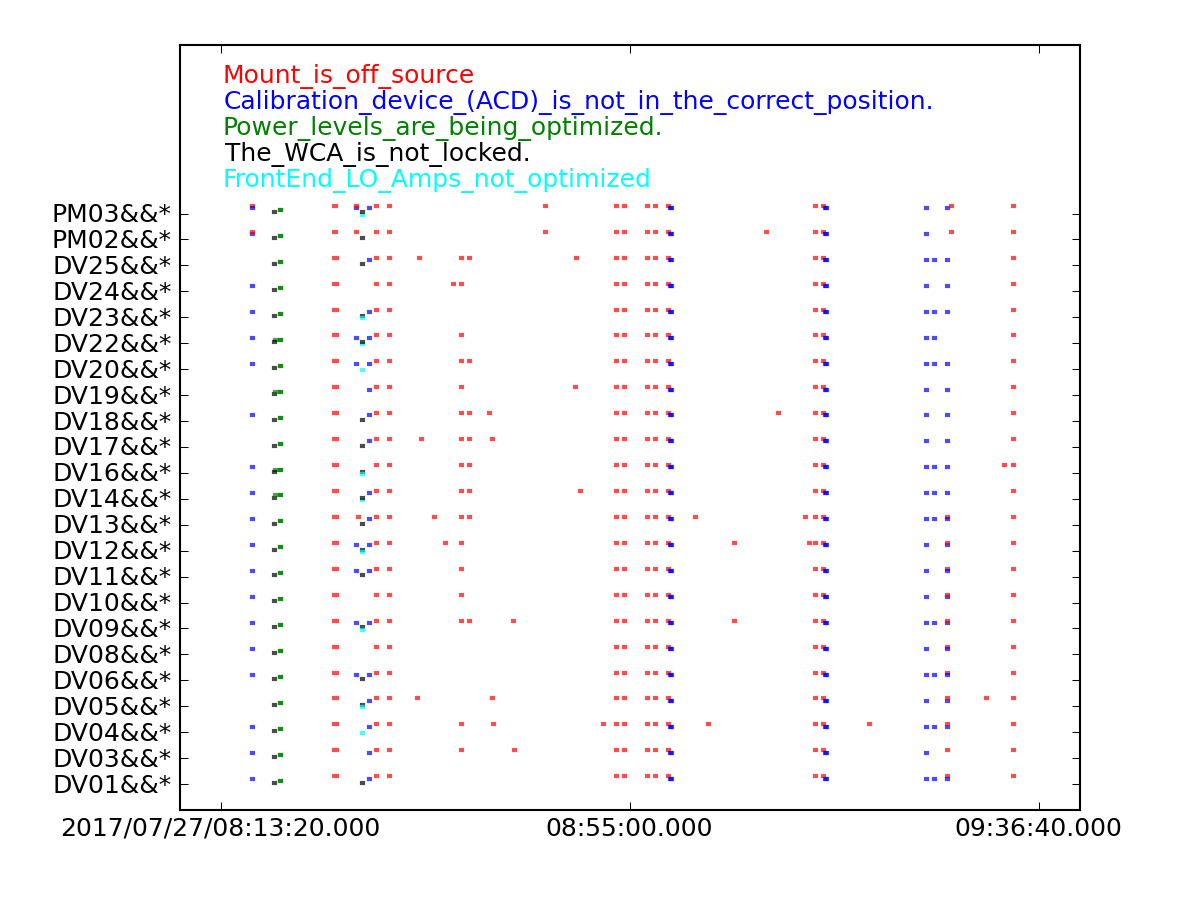 Mount_is_off_source
Calibration_device_(ACD)_is_not_in_the_correct_position.
Power_levels_are_being_optimized.
The_WCA_is_not_locked.
FrontEnd_LO_Amps_not_optimized
PM03&&*
PM02&&*
DV25&&*
DV24&&*
DV23&&*
DV22&&*
DV20&&*
DV19&&*
DV18&&*
DV17&&*
DV16&&*
DV14&&*
DV13&&*
DV12&&*
DV11&&*
DV10&&*
DV09&&*
DV08&&*
DV06&&*
DV05&&*
DV04&&*
DV03&&*
DV01&&*
2017/07/27/08:13:20.000 08:55:00.000 09:36:40.000